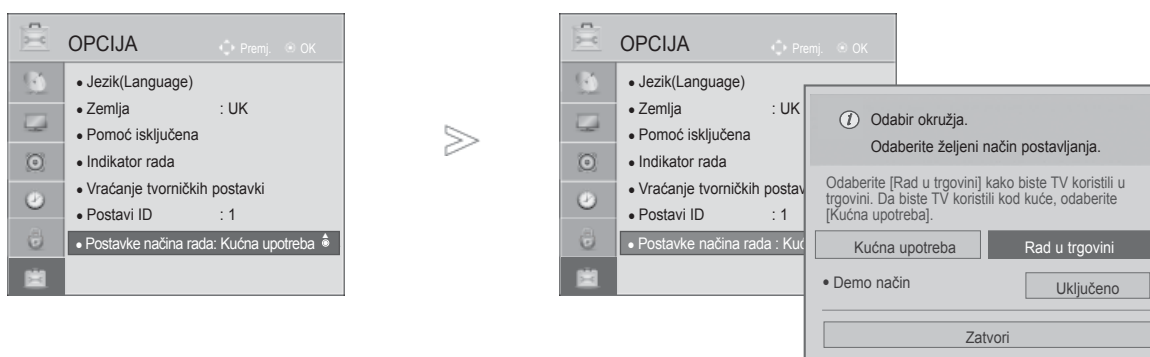 OPCIJA
Premj. OK
• Jezik(Language)
• Zemlja : UK
• Pomoć isključena
• Indikator rada
• Vraćanje tvorničkih postavki
• Postavi ID : 1
• Postavke načina rada: Kućna upotreba
OPCIJA
Premj. OK
• Jezik(Language)
• Zemlja : UK
• Pomoć isključena
• Indikator rada
• Vraćanje tvorničkih postav
• Postavi ID : 1
• Postavke načina rada : Kuć
Odabir okružja.
Odaberite željeni način postavljanja.
Odaberite [Rad u trgovini] kako biste TV koristili u
trgovini. Da biste TV koristili kod kuće, odaberite
[Kućna upotreba].
Kućna upotreba
Rad u trgovini
• Demo način
Uključeno
Zatvori